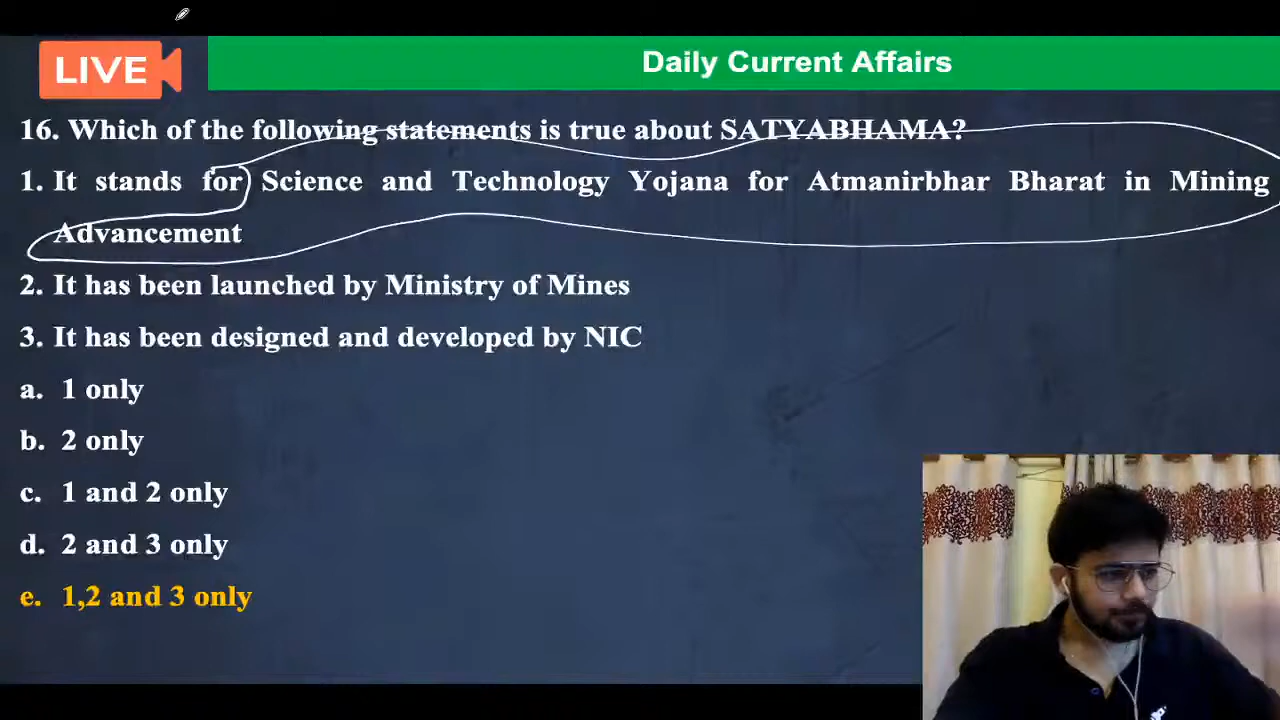 LIVE
Daily Current Affairs
16. Which of the following statements is true about SATYABHAMA?
1. It stands for Science and Technology Yojana for Atmanirbhar Bharat in Mining
Advancement
2. It has been launched by Ministry of Mines
3. It has been designed and developed by NIC
a. 1 only
b. 2 only
c. 1 and 2 only
d. 2 and 3 only
e. 1,2 and 3 only